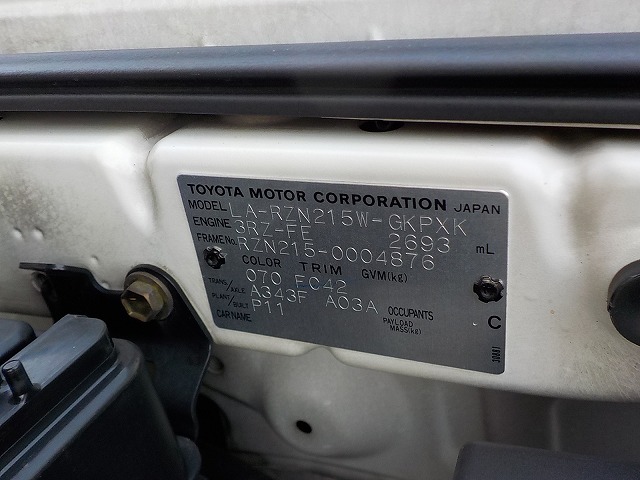 TOYOTA MOTOR CORPORATION JAPAN
MODEL LA-RZN215W-GKPXK
ENGINE 3RZ-FE 2693 mL
FRAME No. RZN215-0004876
COLOR TRIM GVM(kg)
070 FC42
TRANS/AXLE A343F A03A OCCUPANTS
PLANT/BUILT P11 PAYLOAD MASS(kg)
CAR NAME C